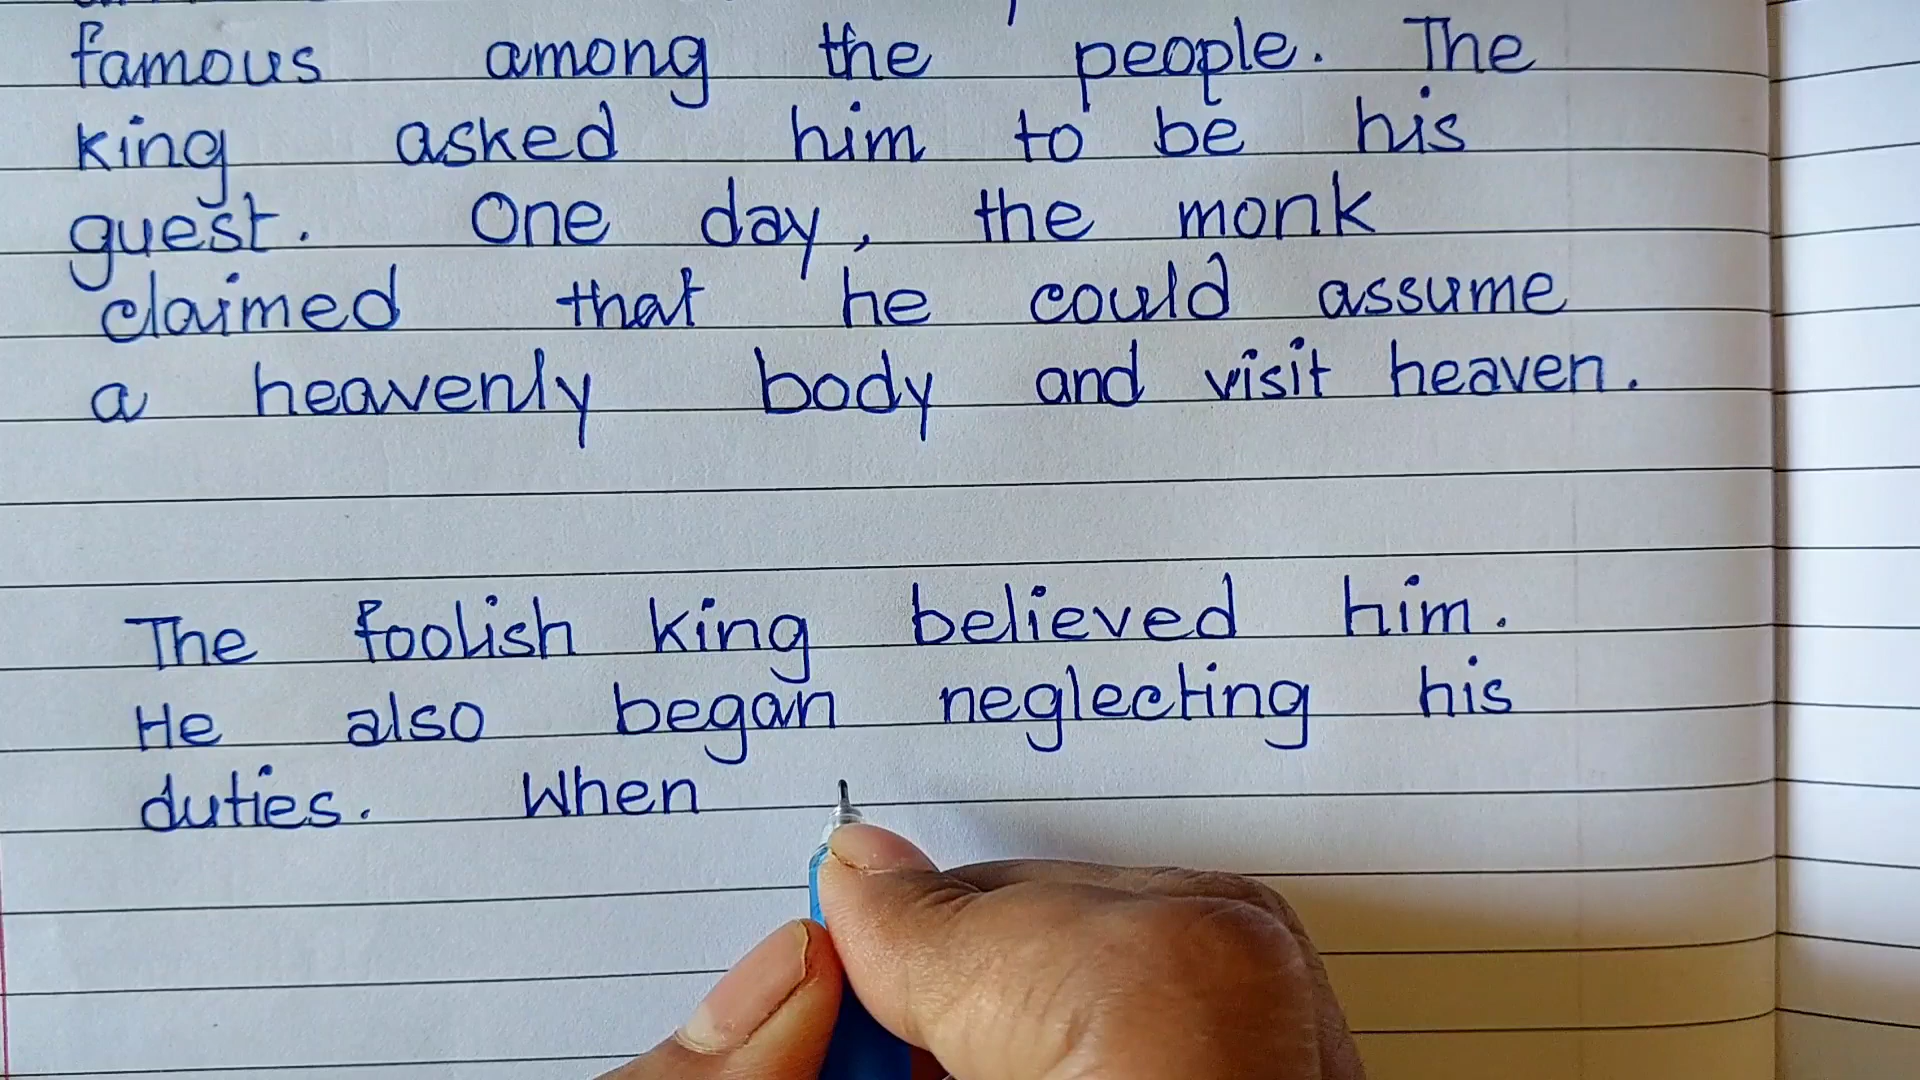 famous among the people. The
king asked him to be his
guest. One day, the monk
claimed that he could assume
a heavenly body and visit heaven.
The foolish king believed him.
He also began neglecting his
duties. When